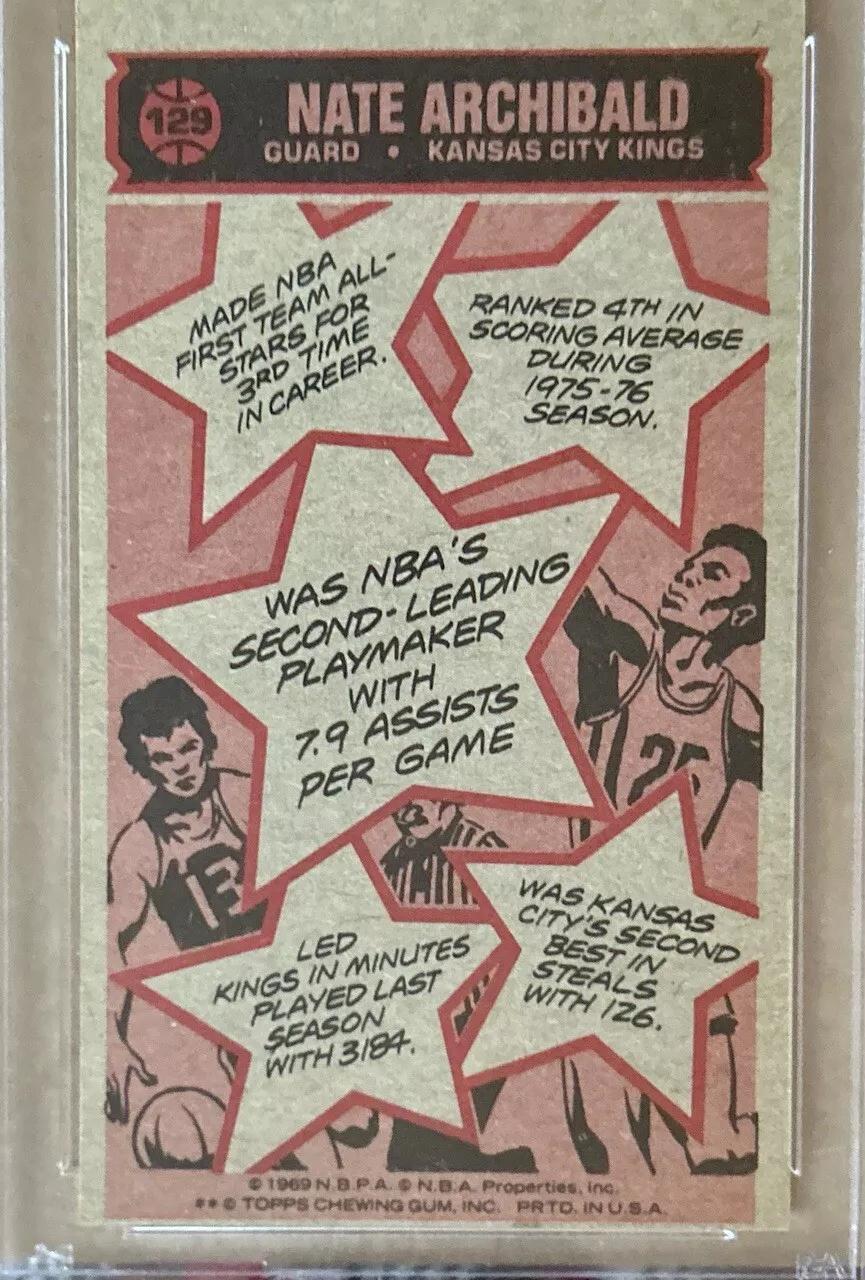 129
NATE ARCHIBALD
GUARD • KANSAS CITY KINGS
MADE NBA
FIRST TEAM ALL-
STARS FOR
3RD TIME
IN CAREER.
RANKED 4TH IN
SCORING AVERAGE
DURING
1975-76
SEASON.
WAS NBA'S
SECOND-LEADING
PLAYMAKER
WITH
7.9 ASSISTS
PER GAME
25
13
LED
KINGS IN MINUTES
PLAYED LAST
SEASON
WITH 3184.
WAS KANSAS
CITY'S SECOND
BEST IN
STEALS
WITH 126.
© 1969 N.B.P.A. © N.B.A. Properties, Inc.
** © TOPPS CHEWING GUM, INC. PRTD. IN U.S.A.